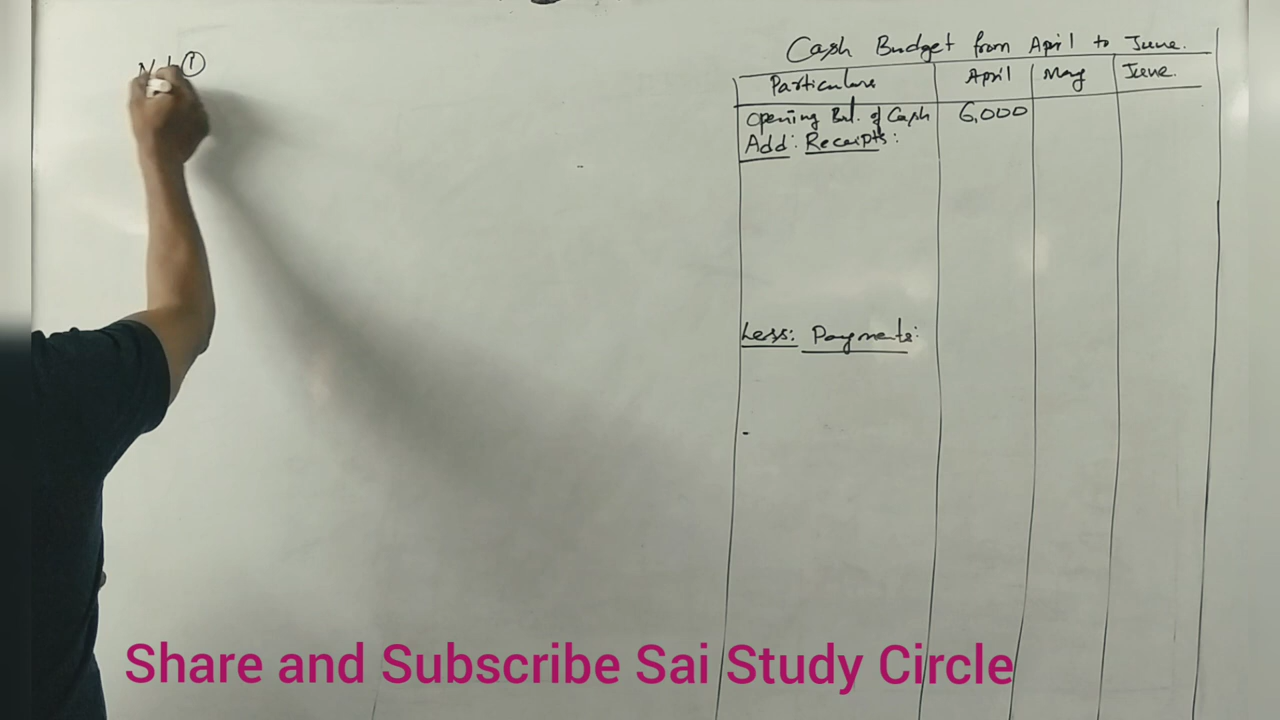 ①
Cash Budget from April to June.
Particulars April May June.
Opening Bal. of Cash 6,000
Add: Receipts:
Less: Payments:
Share and Subscribe Sai Study Circle